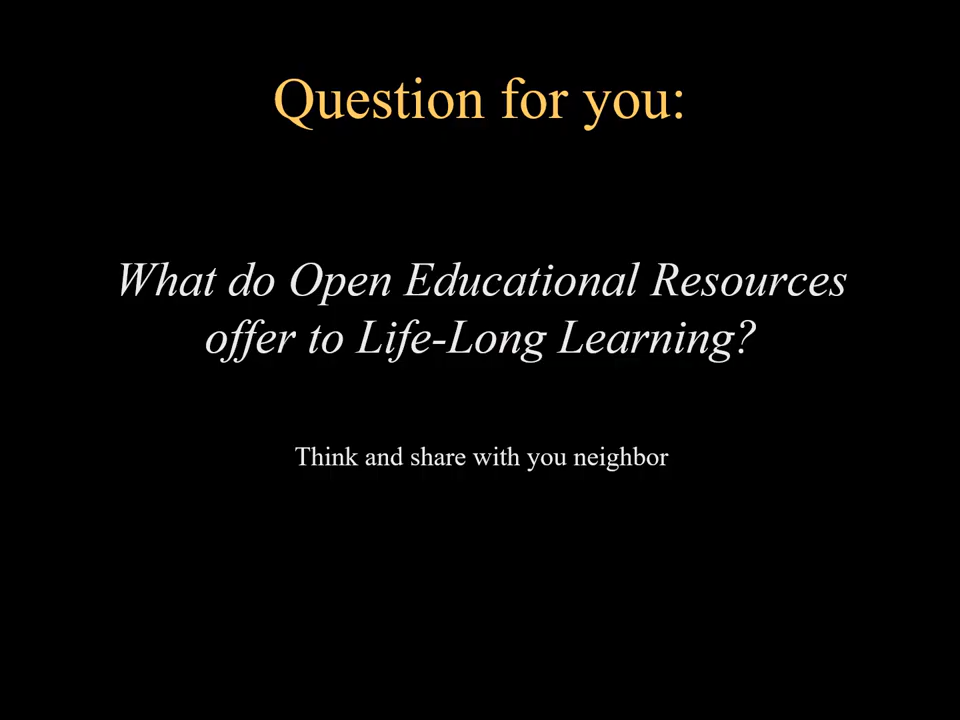 Question for you:
What do Open Educational Resources
offer to Life-Long Learning?
Think and share with you neighbor